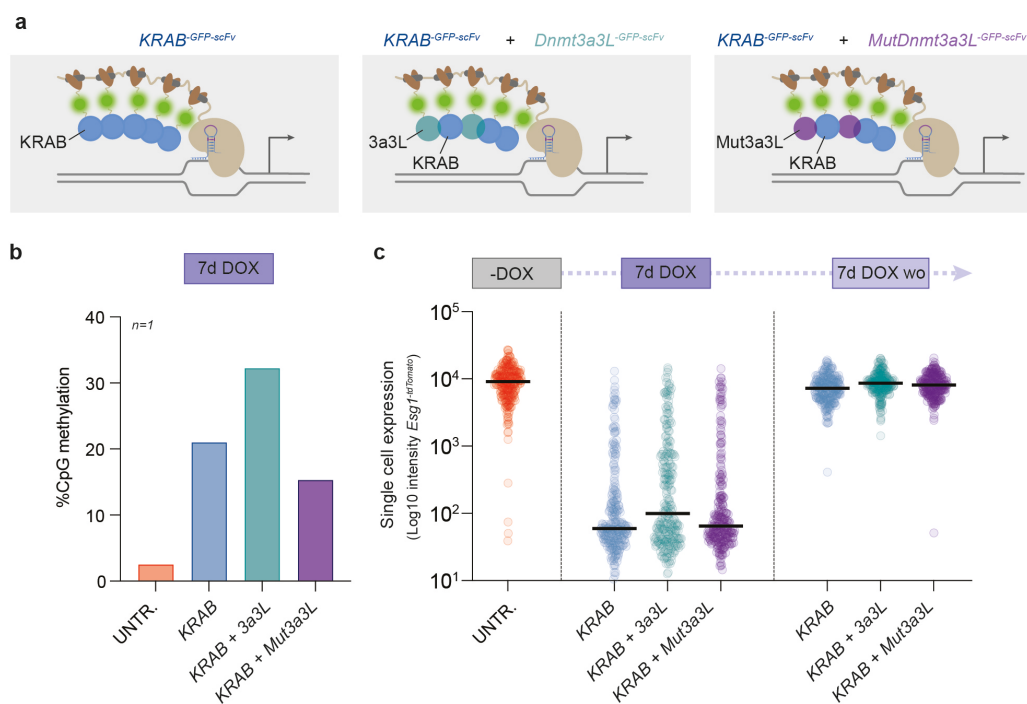 a
KRAB-GFP-scFv
KRAB-GFP-scFv + Dnmt3a3L-GFP-scFv
KRAB-GFP-scFv + MutDnmt3a3L-GFP-scFv
KRAB
3a3L
KRAB
Mut3a3L
KRAB
b
7d DOX
n=1
%CpG methylation
40
30
20
10
0
UNTR.
KRAB
KRAB + 3a3L
KRAB + Mut3a3L
c
-DOX
7d DOX
7d DOX wo
Single cell expression
(Log10 intensity Esg1-tdTomato)
10^5
10^4
10^3
10^2
10^1
UNTR.
KRAB
KRAB + 3a3L
KRAB + Mut3a3L
KRAB
KRAB + 3a3L
KRAB + Mut3a3L